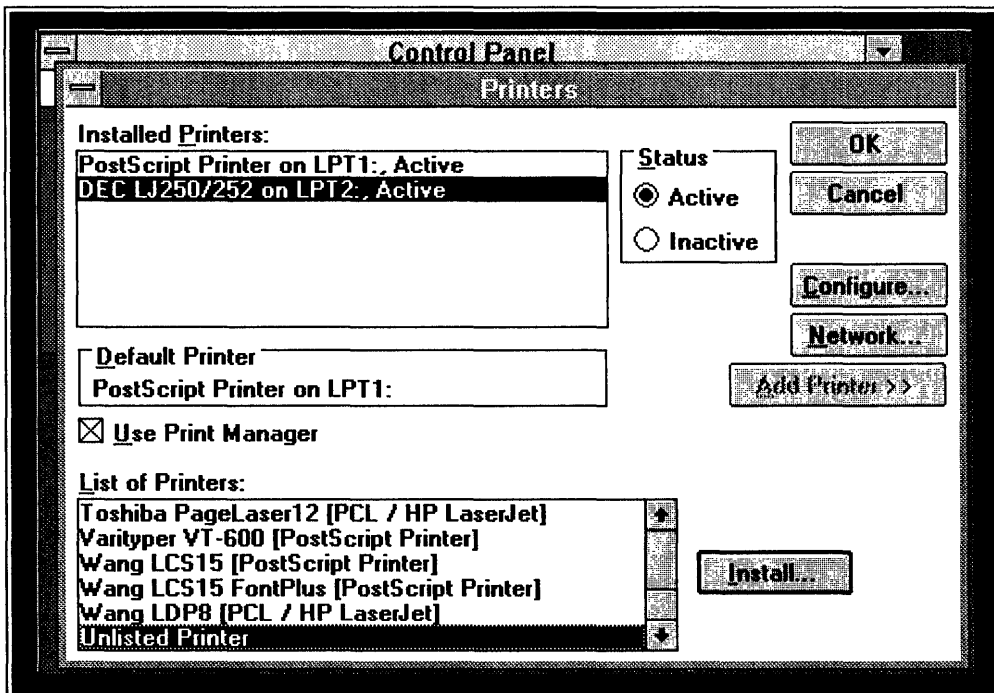 Control Panel
Printers
Installed Printers:
PostScript Printer on LPT1:, Active
DEC LJ250/252 on LPT2:, Active
Status
Active
Inactive
OK
Cancel
Configure...
Network...
Add Printer >>
Default Printer
PostScript Printer on LPT1:
Use Print Manager
List of Printers:
Toshiba PageLaser12 [PCL / HP LaserJet]
Varityper VT-600 [PostScript Printer]
Wang LCS15 [PostScript Printer]
Wang LCS15 FontPlus [PostScript Printer]
Wang LDP8 [PCL / HP LaserJet]
Unlisted Printer
Install...